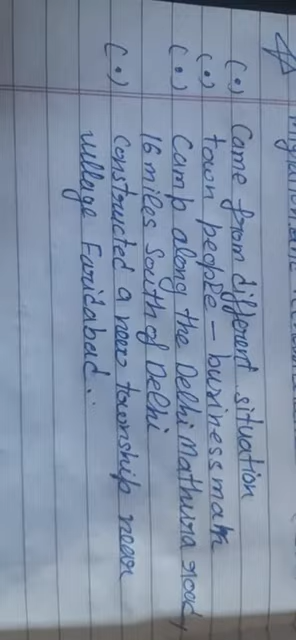 (•) Came from different situation
(•) town people - businessman
(•) Camp along the Delhi Mathura road,
16 miles South of Delhi
(•) Constructed a new township near
village Faridabad..